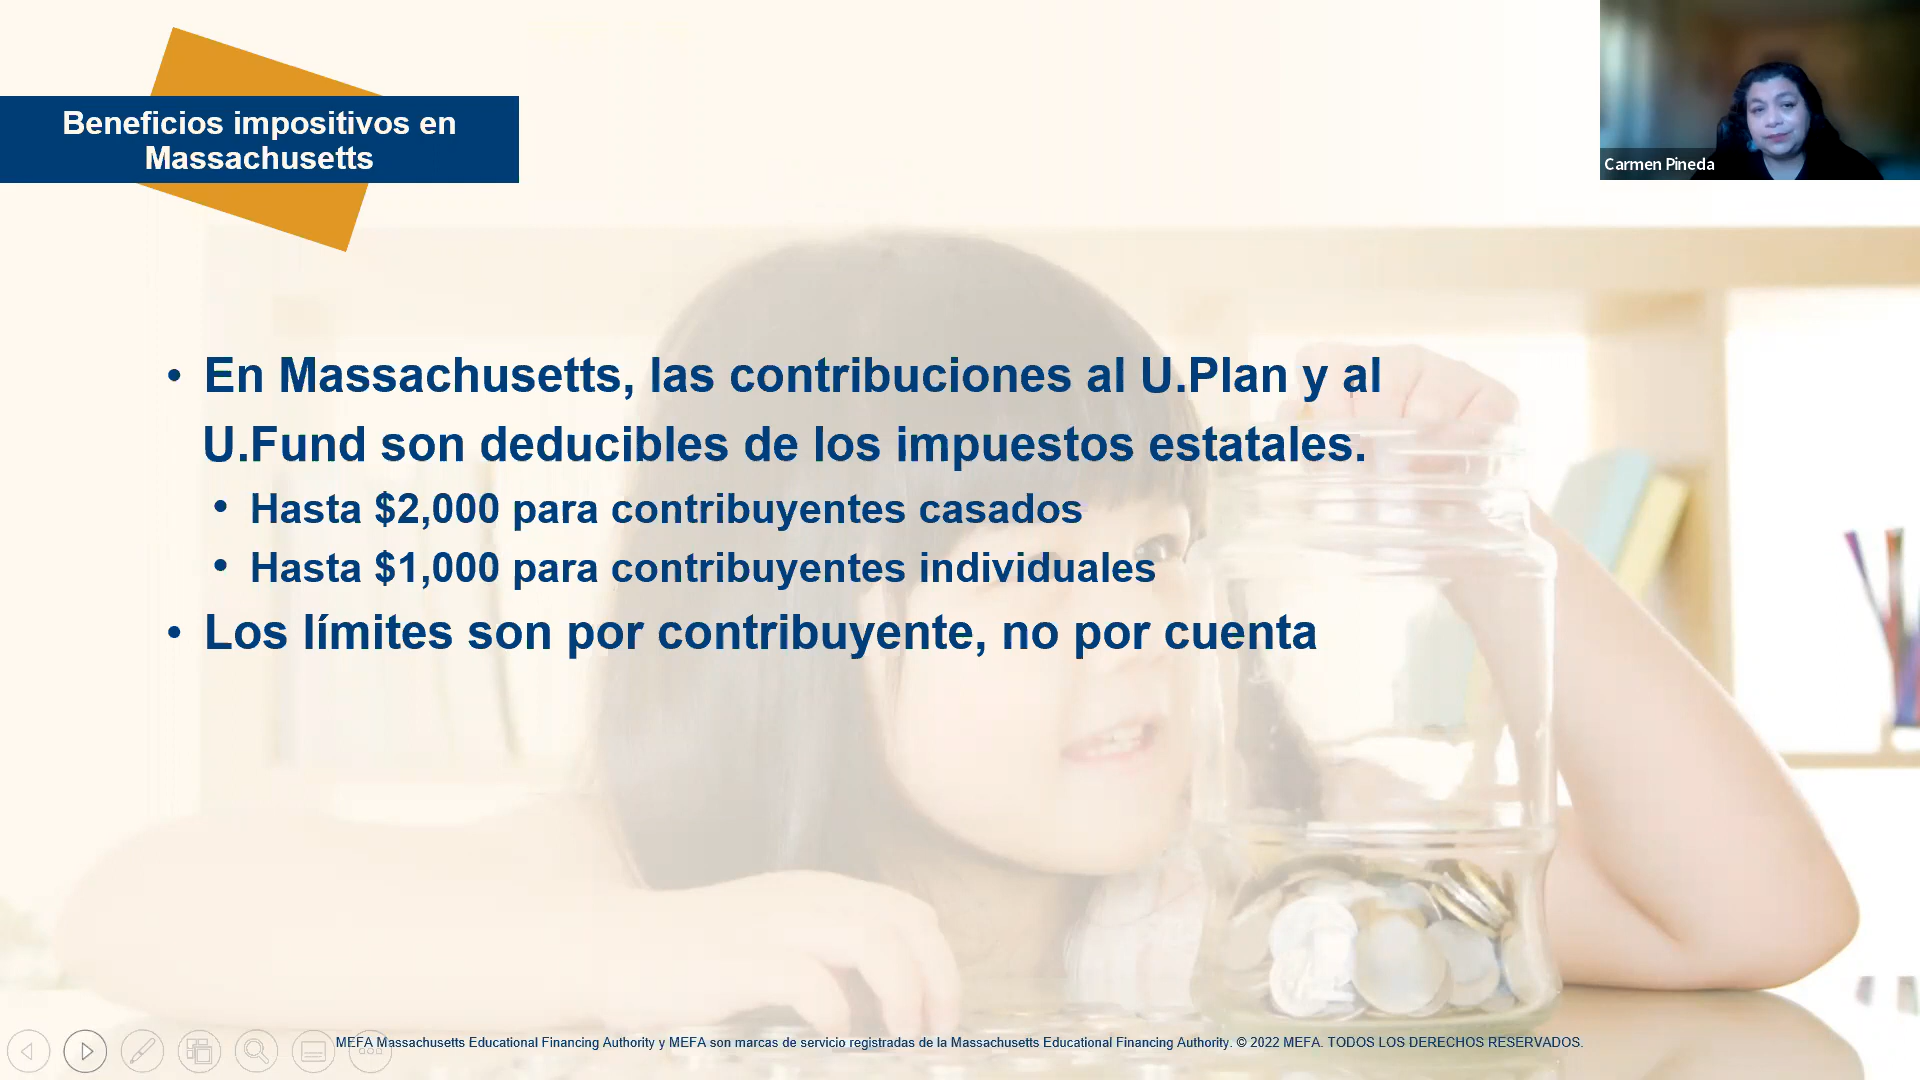 Beneficios impositivos en
Massachusetts
Carmen Pineda
• En Massachusetts, las contribuciones al U.Plan y al
U.Fund son deducibles de los impuestos estatales.
• Hasta $2,000 para contribuyentes casados
• Hasta $1,000 para contribuyentes individuales
• Los límites son por contribuyente, no por cuenta
MEFA Massachusetts Educational Financing Authority y MEFA son marcas de servicio registradas de la Massachusetts Educational Financing Authority. © 2022 MEFA. TODOS LOS DERECHOS RESERVADOS.